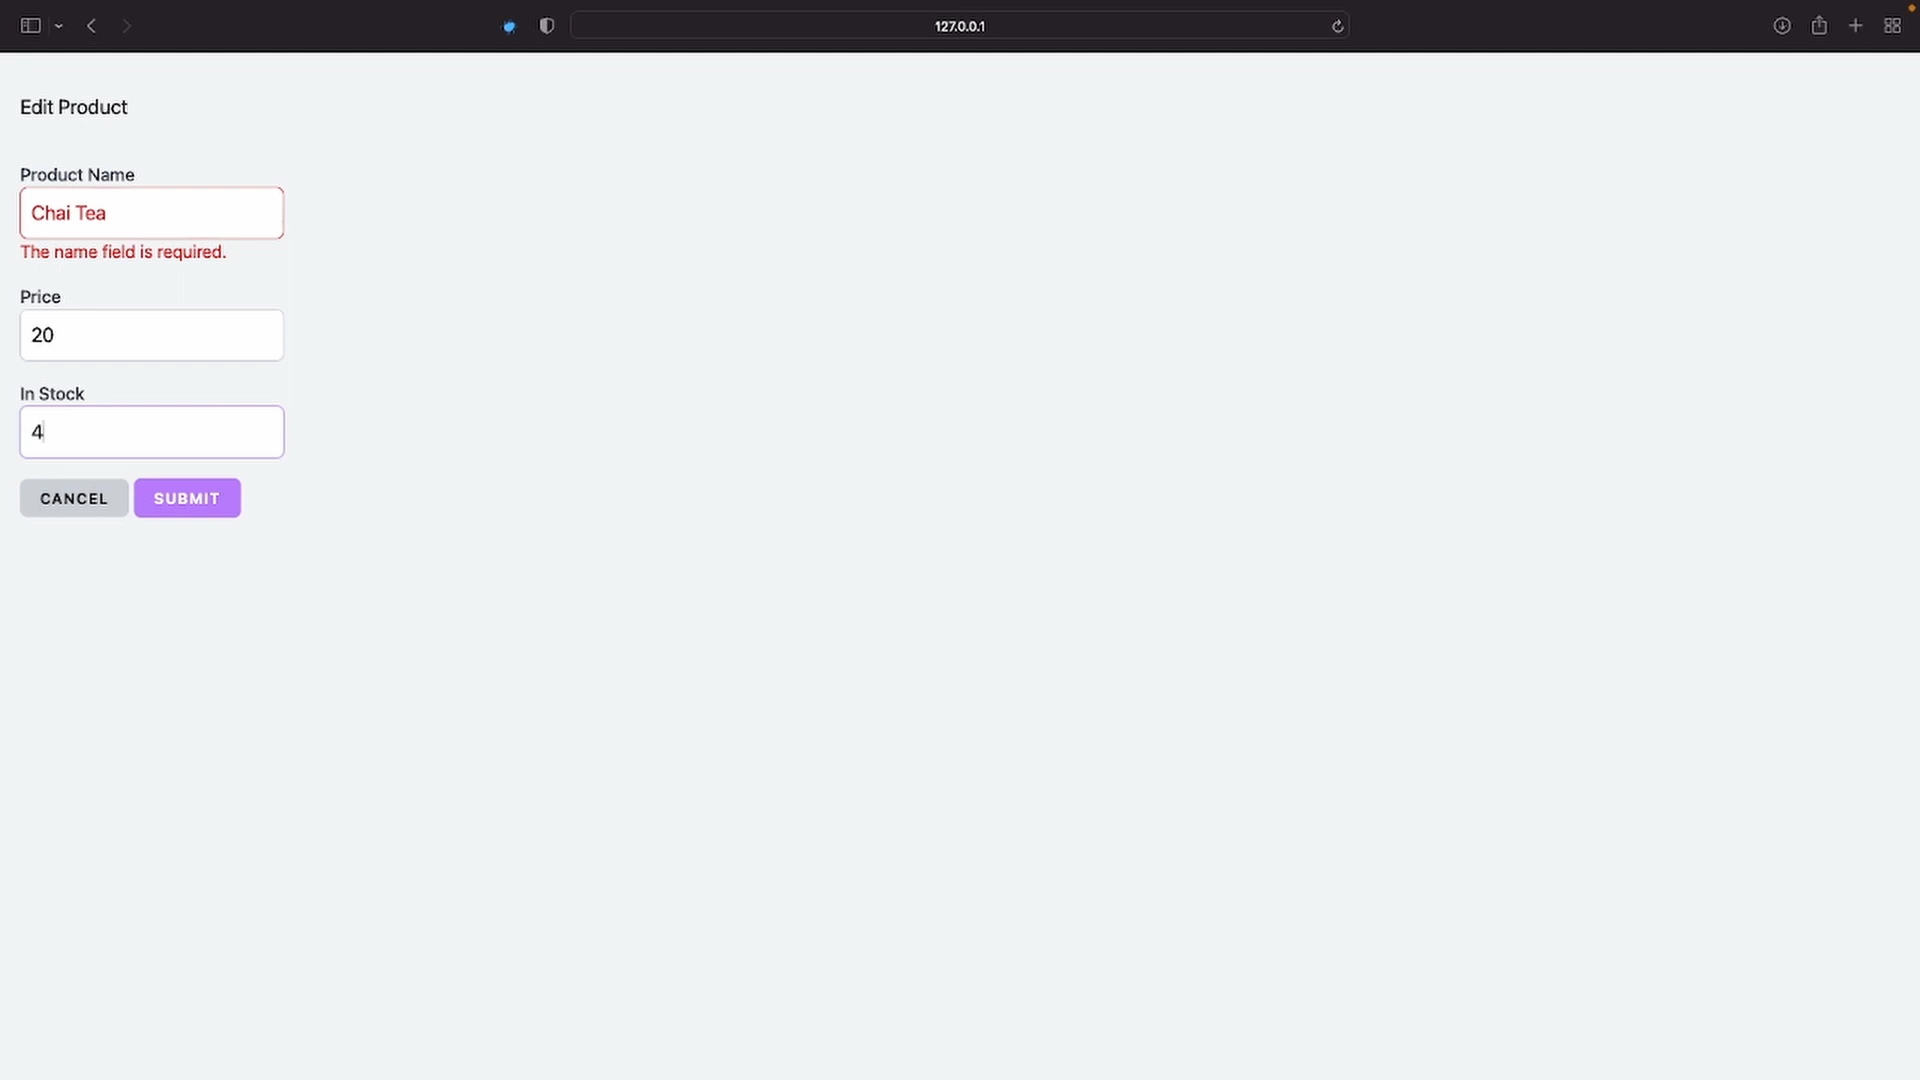 127.0.0.1
Edit Product
Product Name
Chai Tea
The name field is required.
Price
20
In Stock
4
CANCEL SUBMIT